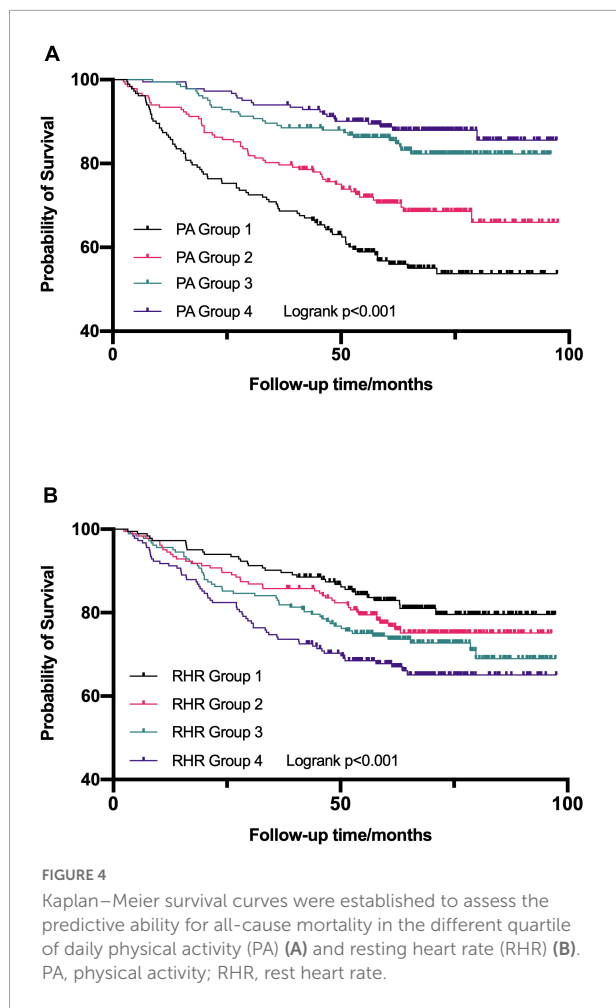 A
100
80
60
40
Probability of Survival
PA Group 1
PA Group 2
PA Group 3
PA Group 4 Logrank p<0.001
0 50 100
Follow-up time/months
B
100
80
60
40
Probability of Survival
RHR Group 1
RHR Group 2
RHR Group 3
RHR Group 4 Logrank p<0.001
0 50 100
Follow-up time/months
FIGURE 4
Kaplan–Meier survival curves were established to assess the
predictive ability for all-cause mortality in the different quartile
of daily physical activity (PA) (A) and resting heart rate (RHR) (B).
PA, physical activity; RHR, rest heart rate.